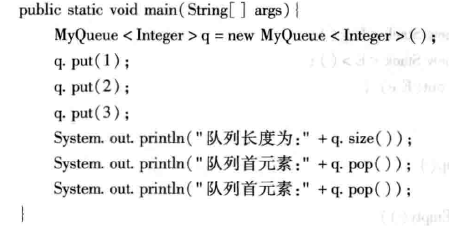 public static void main(String[ ] args){
MyQueue < Integer > q = new MyQueue < Integer > ( );
q. put(1);
q. put(2);
q. put(3);
System. out. println("队列长度为:" + q. size( ));
System. out. println("队列首元素:" + q. pop( ));
System. out. println("队列首元素:" + q. pop( ));
}